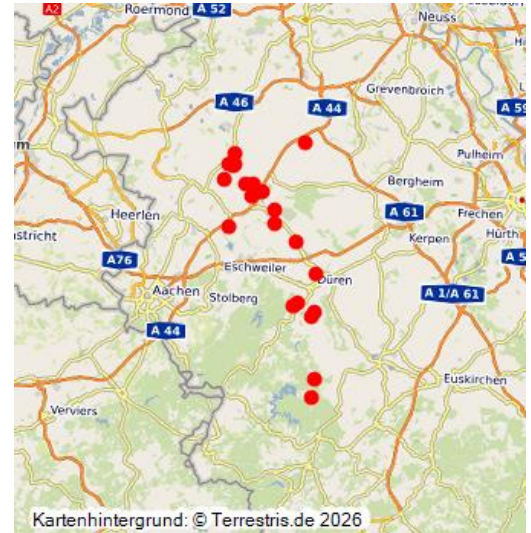 A2
Roermond
A 52
Neuss
Grevenbroich
A 46
A 44
A 59
Pulheim
Bergheim
Heerlen
A 61
Frechen
Kerpen
Hürth
A76
Eschweiler
Düren
Aachen
Stolberg
A 1/A 61
A 44
Euskirchen
Verviers
Kartenhintergrund: © Terrestris.de 2026